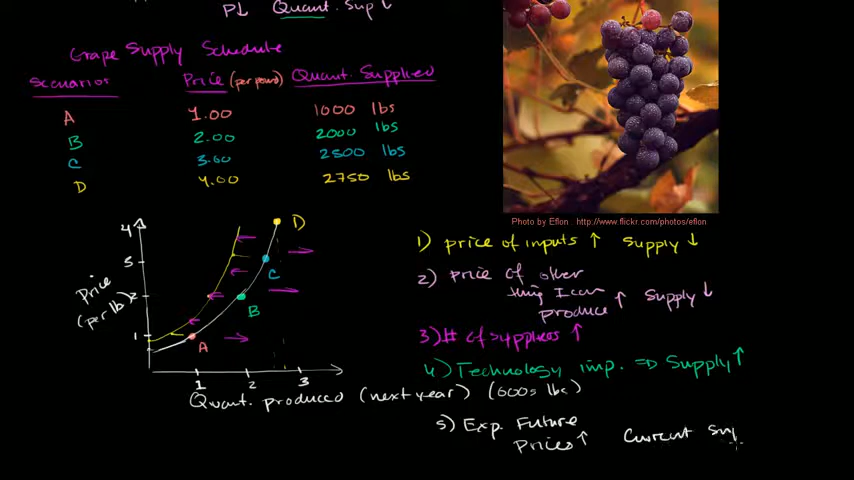 P↓ Quant. Sup ↓
Grape Supply Schedule
Scenarios Price (per pound) Quant. Supplied
A 1.00 1000 lbs
B 2.00 2000 lbs
C 3.00 2500 lbs
D 4.00 2750 lbs
Photo by Eflon http://www.flickr.com/photos/eflon
4
3
2
1
Price
(per lb)
D
C
B
A
1 2 3
Quant. produced (next year) (000s lbs)
1) price of inputs ↑ Supply ↓
2) price of other
thing I can
produce ↑ Supply ↓
3) # of suppliers ↑
4) Technology imp. => Supply ↑
5) Exp. Future
Prices ↑ Current Sup